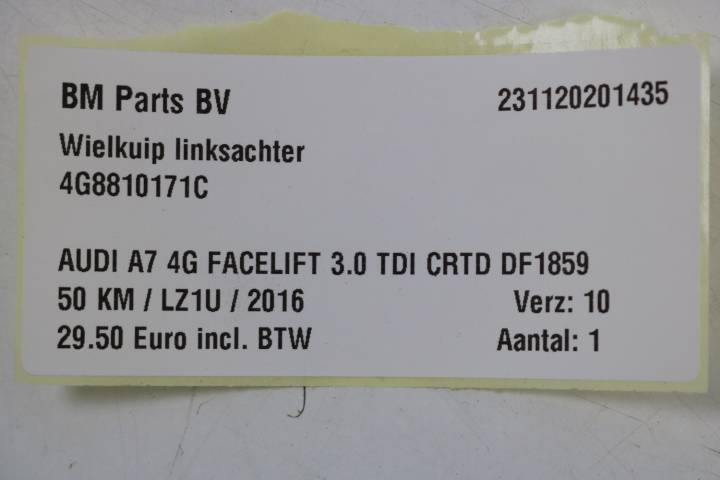 BM Parts BV 231120201435
Wielkuip linksachter
4G8810171C
AUDI A7 4G FACELIFT 3.0 TDI CRTD DF1859
50 KM / LZ1U / 2016 Verz: 10
29.50 Euro incl. BTW Aantal: 1